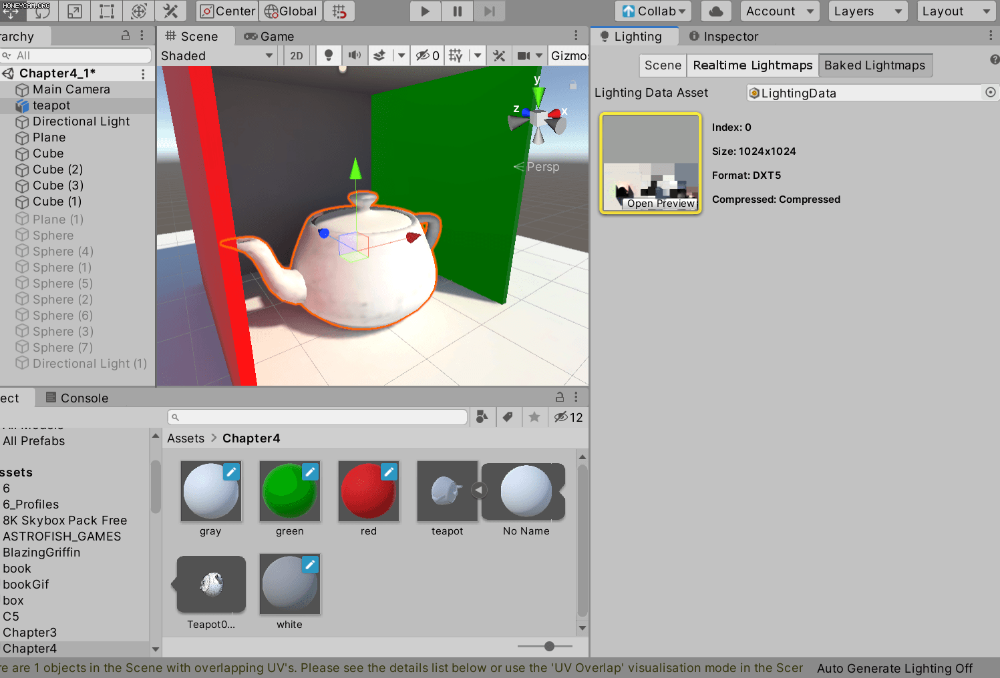 HONEYCAM.ORG
Center
Global
Collab
Account
Layers
Layout
rarchy
Scene
Game
Lighting
Inspector
All
Shaded
2D
0
Gizmos
Scene
Realtime Lightmaps
Baked Lightmaps
Chapter4_1*
Main Camera
teapot
Directional Light
Plane
Cube
Cube (2)
Cube (3)
Cube (1)
Plane (1)
Sphere
Sphere (4)
Sphere (1)
Sphere (5)
Sphere (2)
Sphere (6)
Sphere (3)
Sphere (7)
Directional Light (1)
y
z
x
Persp
Lighting Data Asset
LightingData
Index: 0
Size: 1024x1024
Format: DXT5
Compressed: Compressed
Open Preview
ect
Console
12
All Models
All Prefabs
ssets
6
6_Profiles
8K Skybox Pack Free
ASTROFISH_GAMES
BlazingGriffin
book
bookGif
box
C5
Chapter3
Chapter4
Assets > Chapter4
gray
green
red
teapot
No Name
Teapot0...
white
re are 1 objects in the Scene with overlapping UV's. Please see the details list below or use the 'UV Overlap' visualisation mode in the Scer
Auto Generate Lighting Off